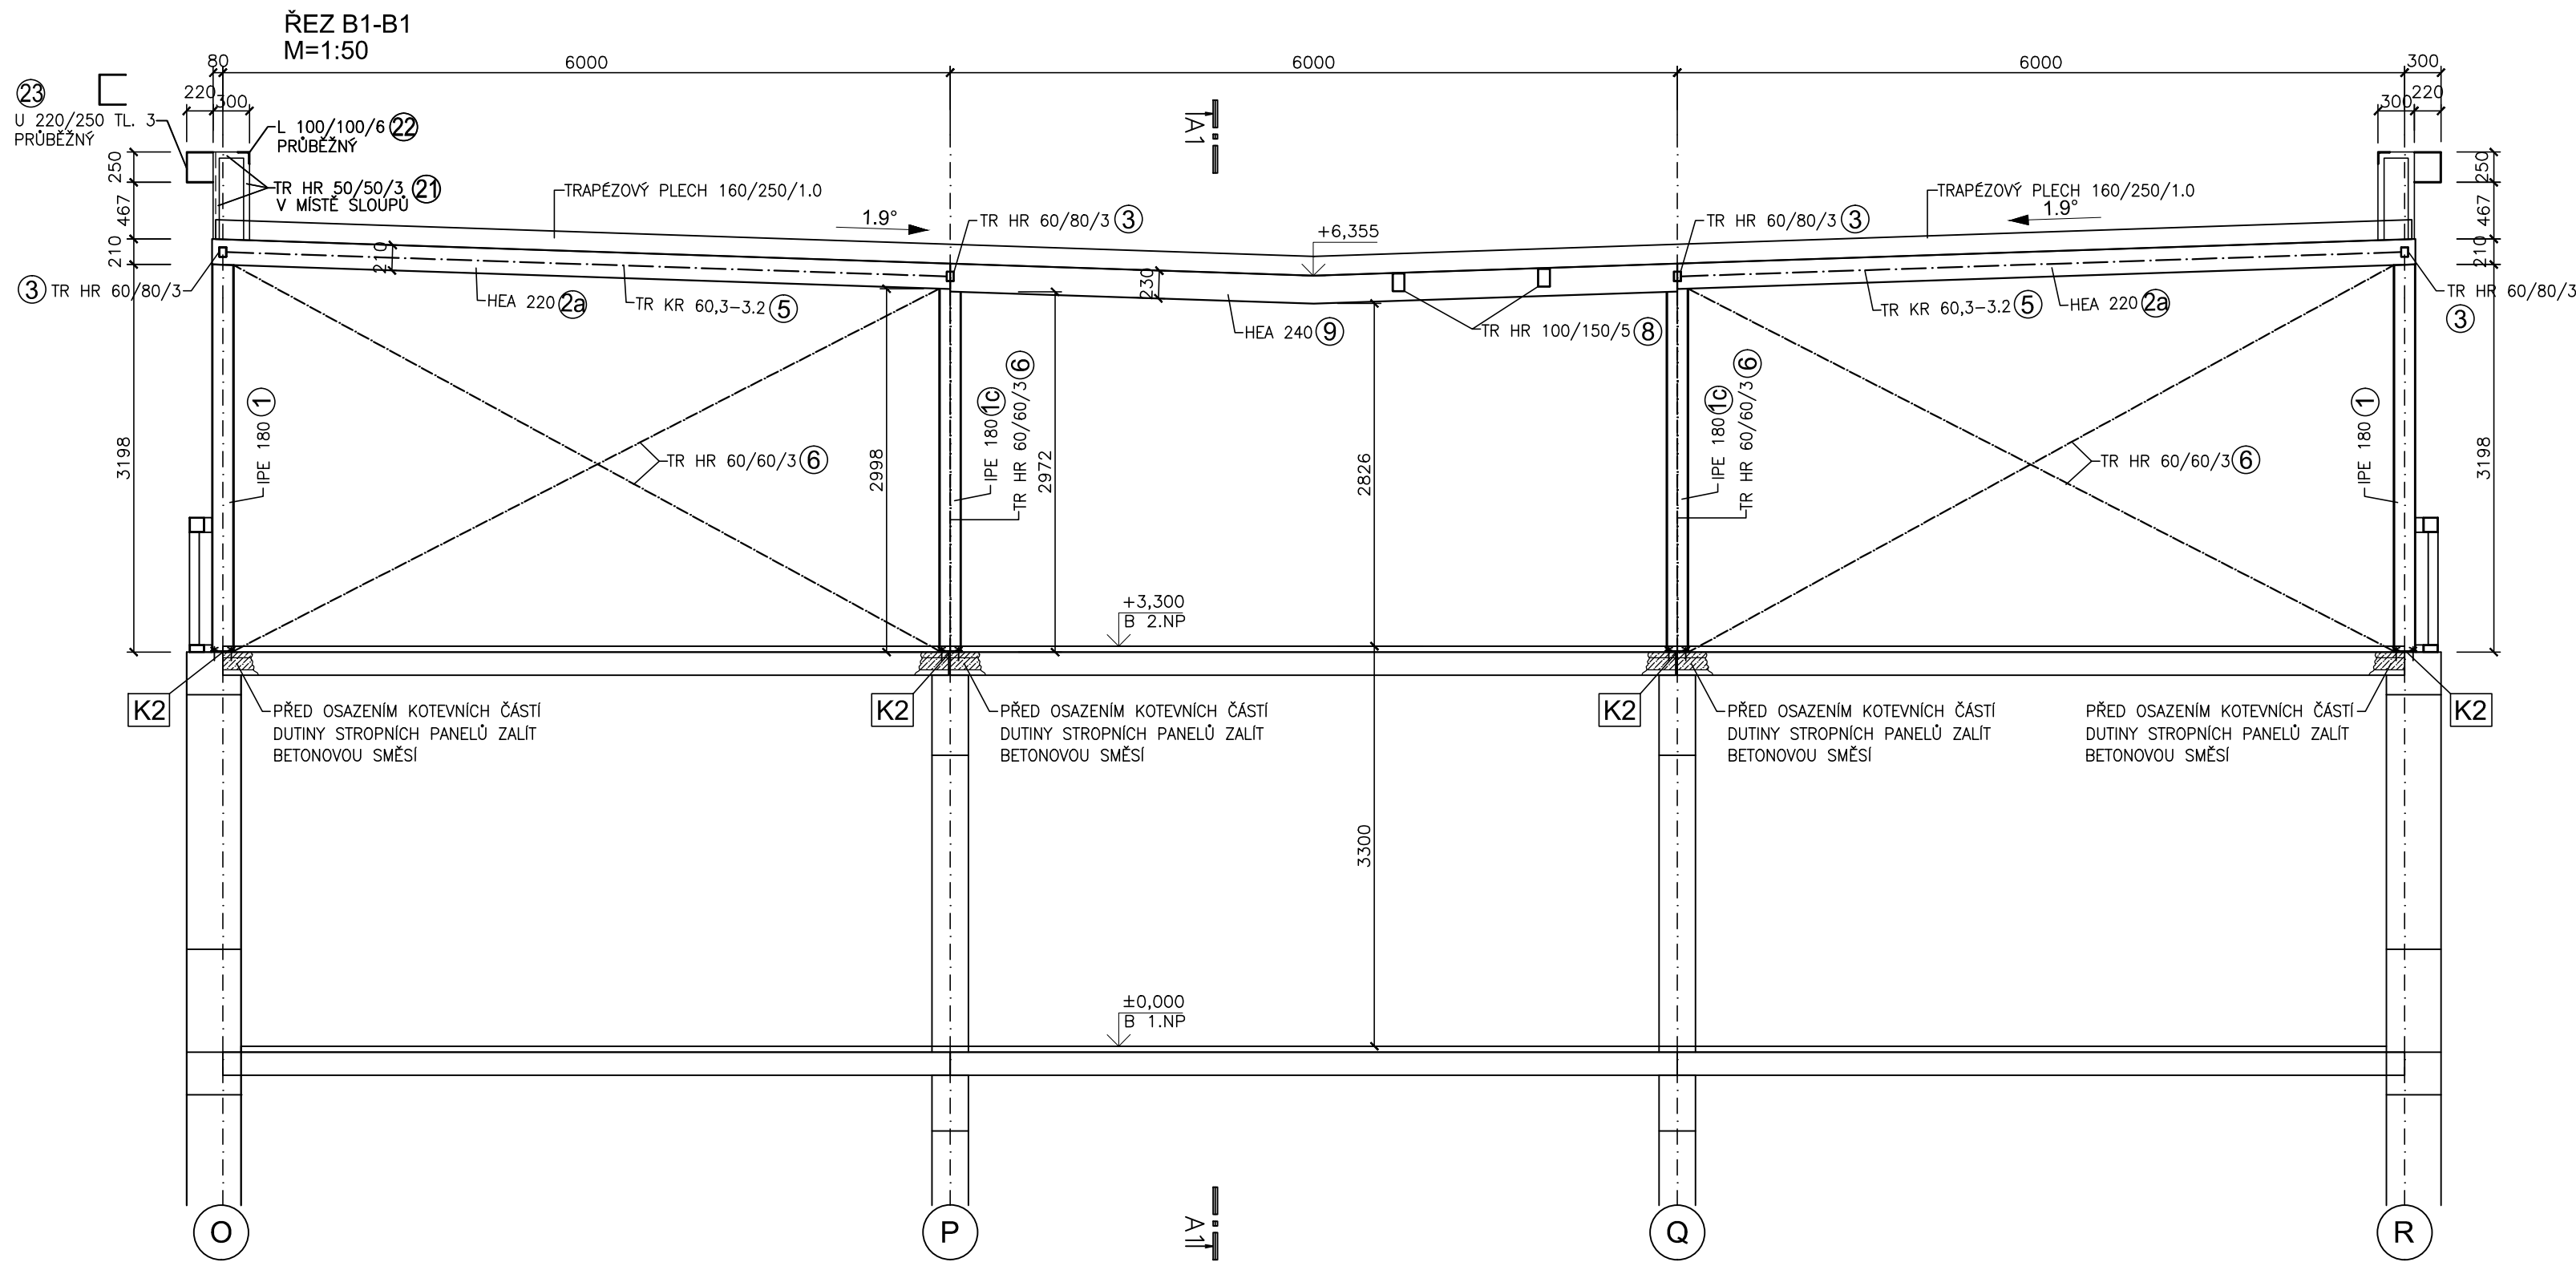 ŘEZ B1-B1
M=1:50
80
6000
6000
6000
300
23
U 220/250 TL. 3
PRŮBĚŽNÝ
220
300
L 100/100/6 22
PRŮBĚŽNÝ
TR HR 50/50/3 21
V MÍSTĚ SLOUPŮ
A1
300
220
250
467
210
TRAPÉZOVÝ PLECH 160/250/1.0
1.9°
TR HR 60/80/3 3
+6,355
TR HR 60/80/3 3
TRAPÉZOVÝ PLECH 160/250/1.0
1.9°
250
467
210
3 TR HR 60/80/3
210
HEA 220 2a
TR KR 60,3-3.2 5
230
HEA 240 9
TR HR 100/150/5 8
TR KR 60,3-3.2 5
HEA 220 2a
TR HR 60/80/3
3
3198
IPE 180 1
TR HR 60/60/3 6
2998
IPE 180 1c
TR HR 60/60/3 6
2972
2826
IPE 180 1c
TR HR 60/60/3 6
TR HR 60/60/3 6
IPE 180 1
3198
+3,300
B 2.NP
K2
PŘED OSAZENÍM KOTEVNÍCH ČÁSTÍ
DUTINY STROPNÍCH PANELŮ ZALÍT
BETONOVOU SMĚSÍ
K2
PŘED OSAZENÍM KOTEVNÍCH ČÁSTÍ
DUTINY STROPNÍCH PANELŮ ZALÍT
BETONOVOU SMĚSÍ
K2
PŘED OSAZENÍM KOTEVNÍCH ČÁSTÍ
DUTINY STROPNÍCH PANELŮ ZALÍT
BETONOVOU SMĚSÍ
PŘED OSAZENÍM KOTEVNÍCH ČÁSTÍ
DUTINY STROPNÍCH PANELŮ ZALÍT
BETONOVOU SMĚSÍ
K2
3300
±0,000
B 1.NP
A1
O
P
Q
R